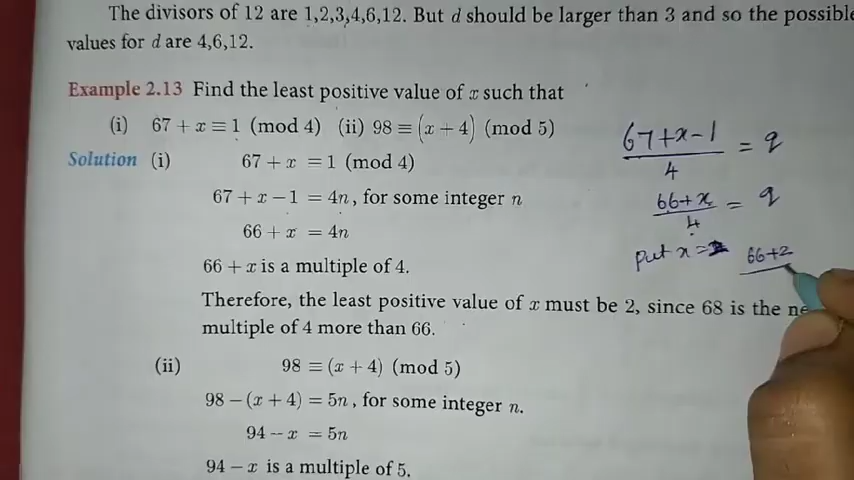 The divisors of 12 are 1,2,3,4,6,12. But d should be larger than 3 and so the possible
values for d are 4,6,12.
Example 2.13 Find the least positive value of x such that
(i) 67 + x ≡ 1 (mod 4) (ii) 98 ≡ (x + 4) (mod 5)
Solution (i) 67 + x ≡ 1 (mod 4)
67 + x − 1 = 4n, for some integer n
66 + x = 4n
66 + x is a multiple of 4.
Therefore, the least positive value of x must be 2, since 68 is the
multiple of 4 more than 66.
(ii) 98 ≡ (x + 4) (mod 5)
98 − (x + 4) = 5n, for some integer n.
94 − x = 5n
94 − x is a multiple of 5.
67+x−1
4
= q
66+x
4
= q
Put x = 2
66+2